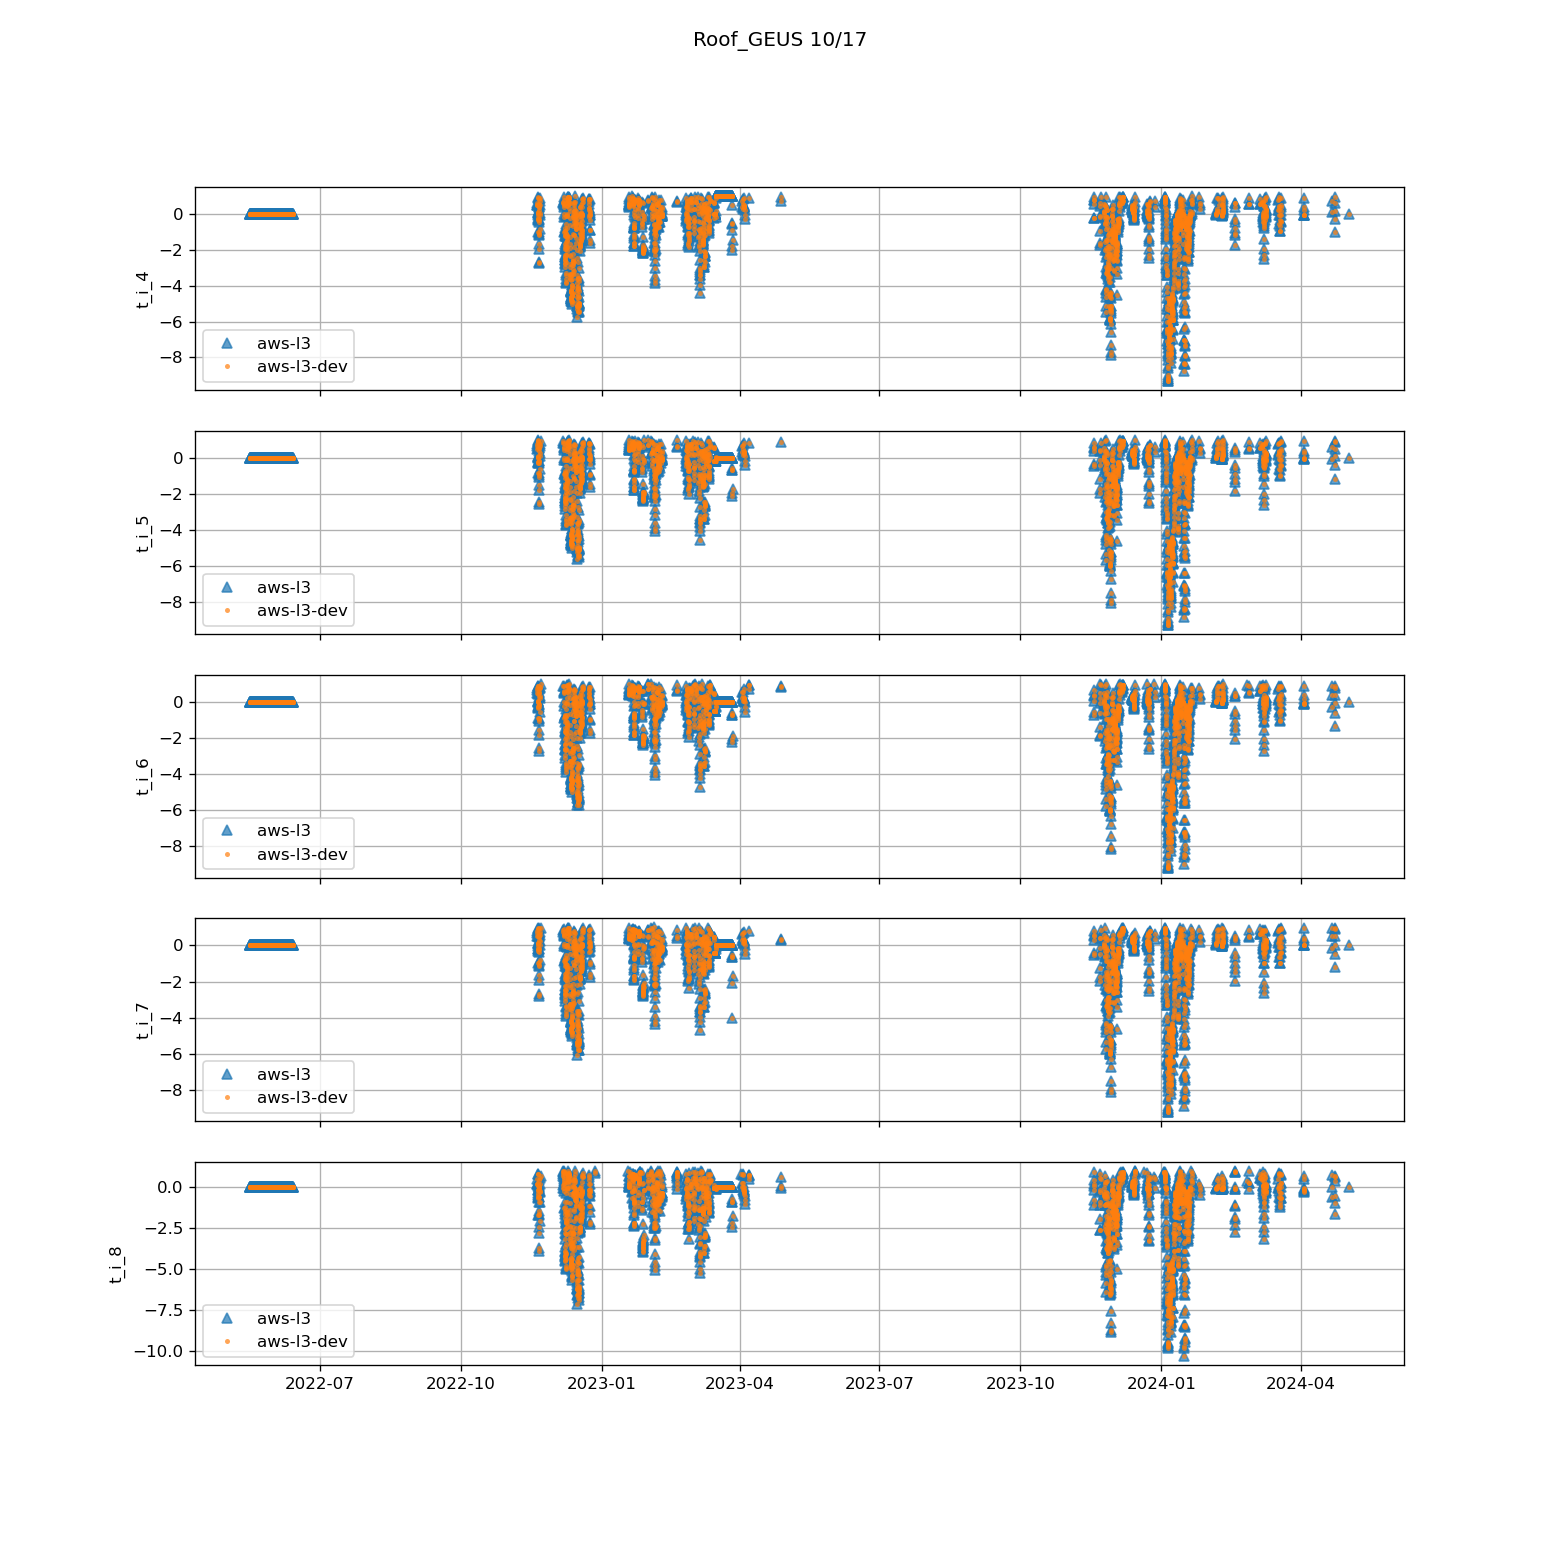 Roof_GEUS 10/17
0
−2
−4
−6
−8
t_i_4
aws-l3
aws-l3-dev
0
−2
−4
−6
−8
t_i_5
aws-l3
aws-l3-dev
0
−2
−4
−6
−8
t_i_6
aws-l3
aws-l3-dev
0
−2
−4
−6
−8
t_i_7
aws-l3
aws-l3-dev
0.0
−2.5
−5.0
−7.5
−10.0
t_i_8
aws-l3
aws-l3-dev
2022-07 2022-10 2023-01 2023-04 2023-07 2023-10 2024-01 2024-04